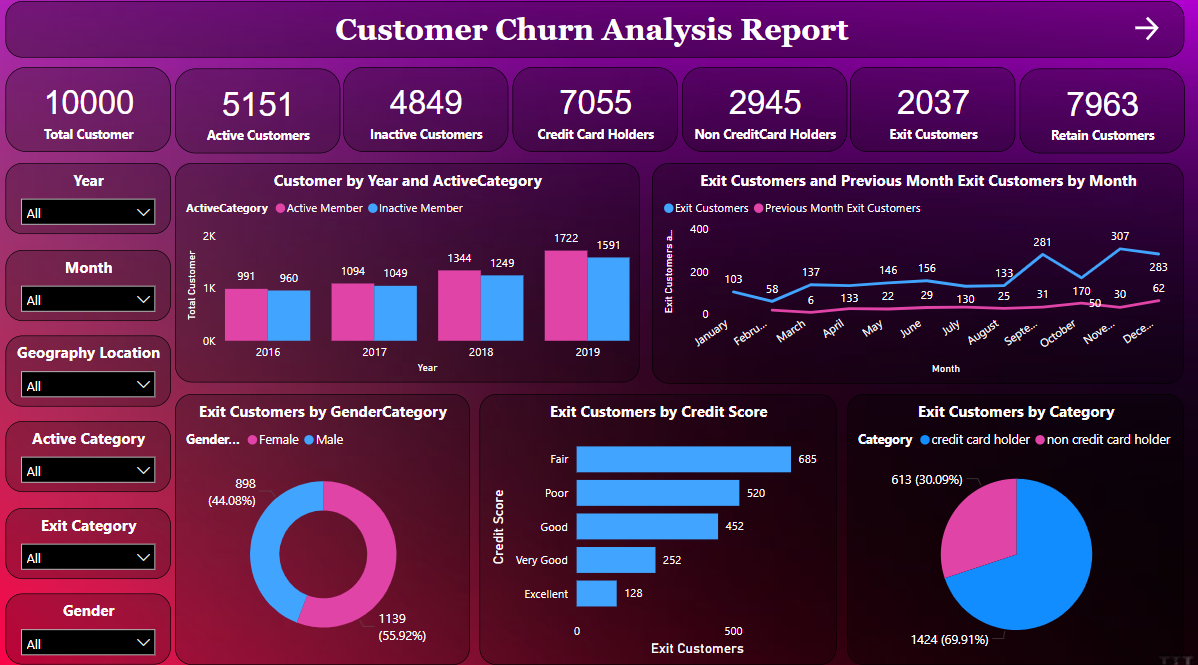 Customer Churn Analysis Report
10000
Total Customer
5151
Active Customers
4849
Inactive Customers
7055
Credit Card Holders
2945
Non CreditCard Holders
2037
Exit Customers
7963
Retain Customers
Year
All
Month
All
Geography Location
All
Active Category
All
Exit Category
All
Gender
All
Customer by Year and ActiveCategory
ActiveCategory Active Member Inactive Member
Total Customer
2K
1K
0K
991 960
1094 1049
1344 1249
1722 1591
2016 2017 2018 2019
Year
Exit Customers and Previous Month Exit Customers by Month
Exit Customers Previous Month Exit Customers
Exit Customers a...
400
200
0
103 58 137 146 156 133 281 307 283
6 133 22 29 130 25 31 170 50 30 62
January Febru... March April May June July August Septe... October Nove... Dece...
Month
Exit Customers by GenderCategory
Gender... Female Male
898
(44.08%)
1139
(55.92%)
Exit Customers by Credit Score
Credit Score
Fair 685
Poor 520
Good 452
Very Good 252
Excellent 128
0 500
Exit Customers
Exit Customers by Category
Category credit card holder non credit card holder
613 (30.09%)
1424 (69.91%)